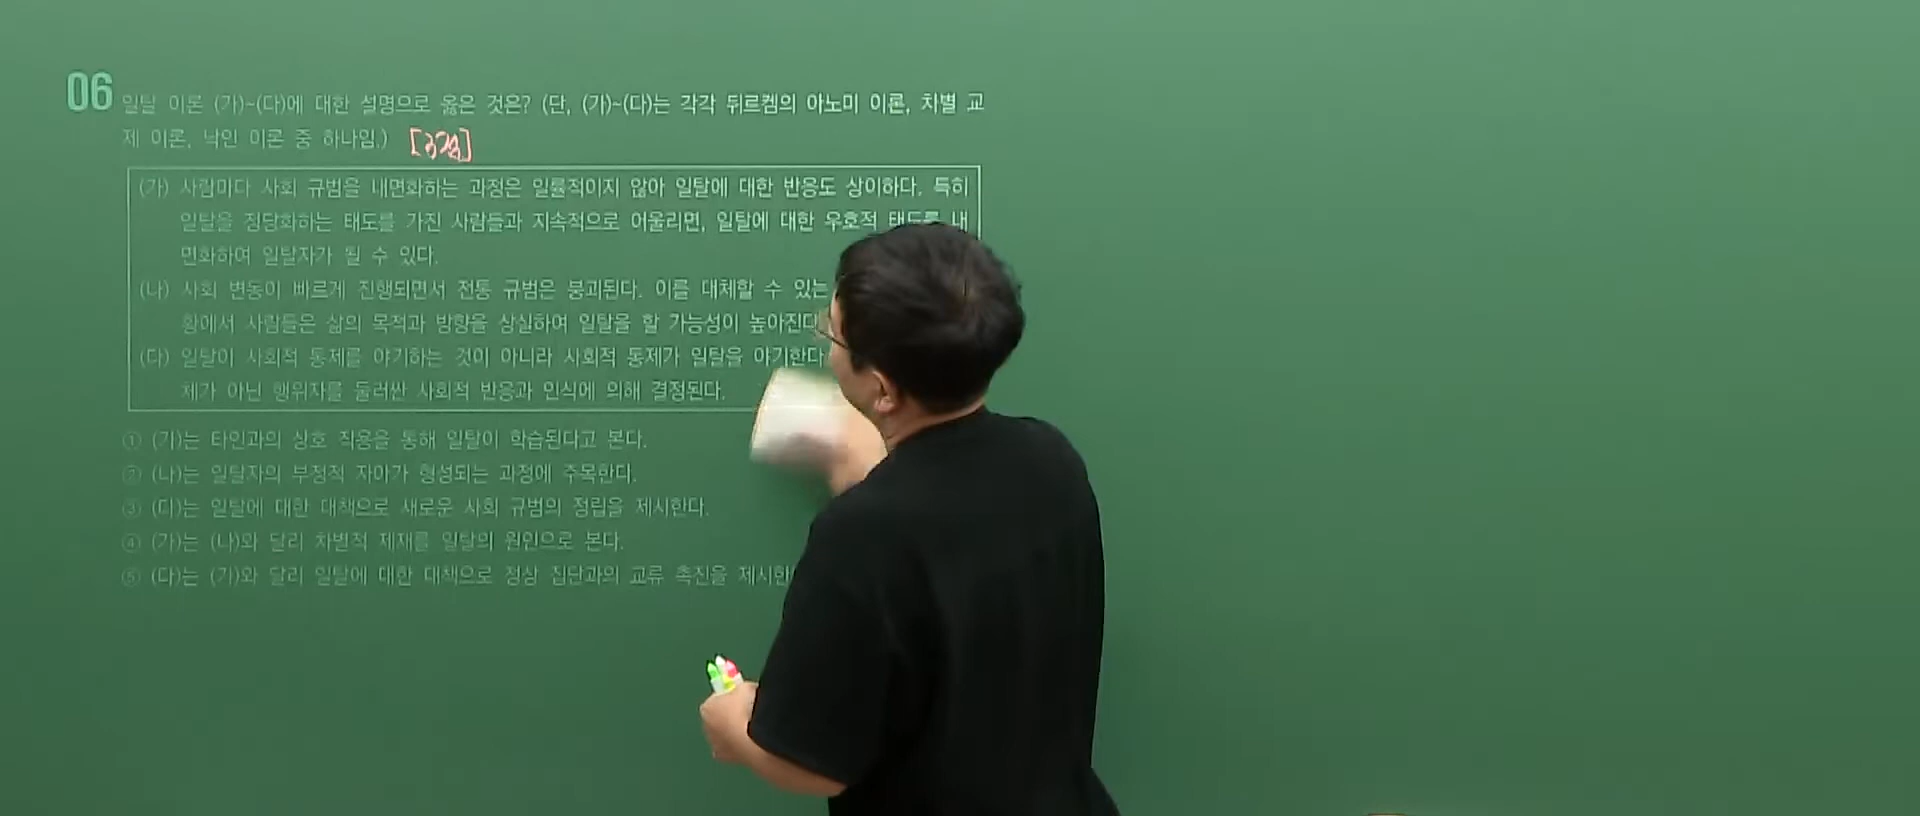 06
일탈 이론 (가)~(다)에 대한 설명으로 옳은 것은? (단, (가)~(다)는 각각 뒤르켐의 아노미 이론, 차별 교
제 이론, 낙인 이론 중 하나임.) [3점]
(가) 사람마다 사회 규범을 내면화하는 과정은 일률적이지 않아 일탈에 대한 반응도 상이하다. 특히
일탈을 정당화하는 태도를 가진 사람들과 지속적으로 어울리면, 일탈에 대한 우호적 태도를 내
면화하여 일탈자가 될 수 있다.
(나) 사회 변동이 빠르게 진행되면서 전통 규범은 붕괴된다. 이를 대체할 수 있는
황에서 사람들은 삶의 목적과 방향을 상실하여 일탈을 할 가능성이 높아진다
(다) 일탈이 사회적 통제를 야기하는 것이 아니라 사회적 통제가 일탈을 야기한다
체가 아닌 행위자를 둘러싼 사회적 반응과 인식에 의해 결정된다.
① (가)는 타인과의 상호 작용을 통해 일탈이 학습된다고 본다.
② (나)는 일탈자의 부정적 자아가 형성되는 과정에 주목한다.
③ (다)는 일탈에 대한 대책으로 새로운 사회 규범의 정립을 제시한다.
④ (가)는 (나)와 달리 차별적 제재를 일탈의 원인으로 본다.
⑤ (다)는 (가)와 달리 일탈에 대한 대책으로 정상 집단과의 교류 촉진을 제시한